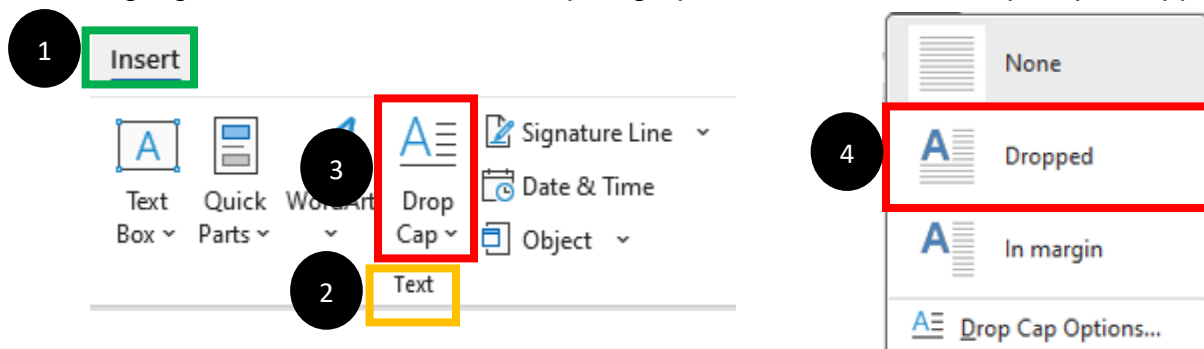 1
Insert
Text Box
Quick Parts
3
Drop Cap
Signature Line
Date & Time
Object
2
Text
None
4
Dropped
In margin
Drop Cap Options...